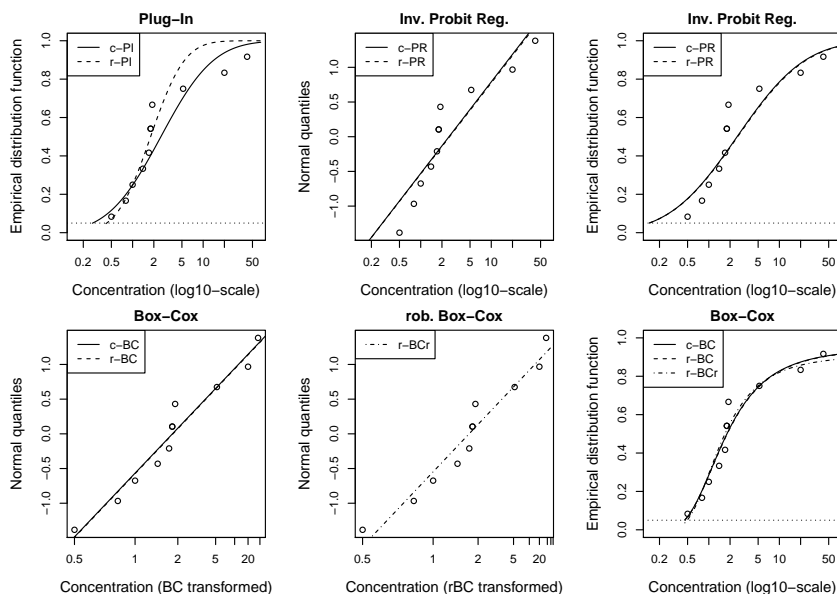 Plug−In
Empirical distribution function
0.0 0.2 0.4 0.6 0.8 1.0
c−PI
r−PI
0.2 0.5 2 5 10 50
Concentration (log10−scale)
Inv. Probit Reg.
Normal quantiles
−1.0 −0.5 0.0 0.5 1.0
c−PR
r−PR
0.2 0.5 2 5 10 50
Concentration (log10−scale)
Inv. Probit Reg.
Empirical distribution function
0.0 0.2 0.4 0.6 0.8 1.0
c−PR
r−PR
0.2 0.5 2 5 10 50
Concentration (log10−scale)
Box−Cox
Normal quantiles
−1.0 −0.5 0.0 0.5 1.0
c−BC
r−BC
0.5 1 2 5 20
Concentration (BC transformed)
rob. Box−Cox
Normal quantiles
−1.0 −0.5 0.0 0.5 1.0
r−BCr
0.5 1 2 5 20
Concentration (rBC transformed)
Box−Cox
Empirical distribution function
0.0 0.2 0.4 0.6 0.8 1.0
c−BC
r−BC
r−BCr
0.2 0.5 2 5 10 50
Concentration (log10−scale)